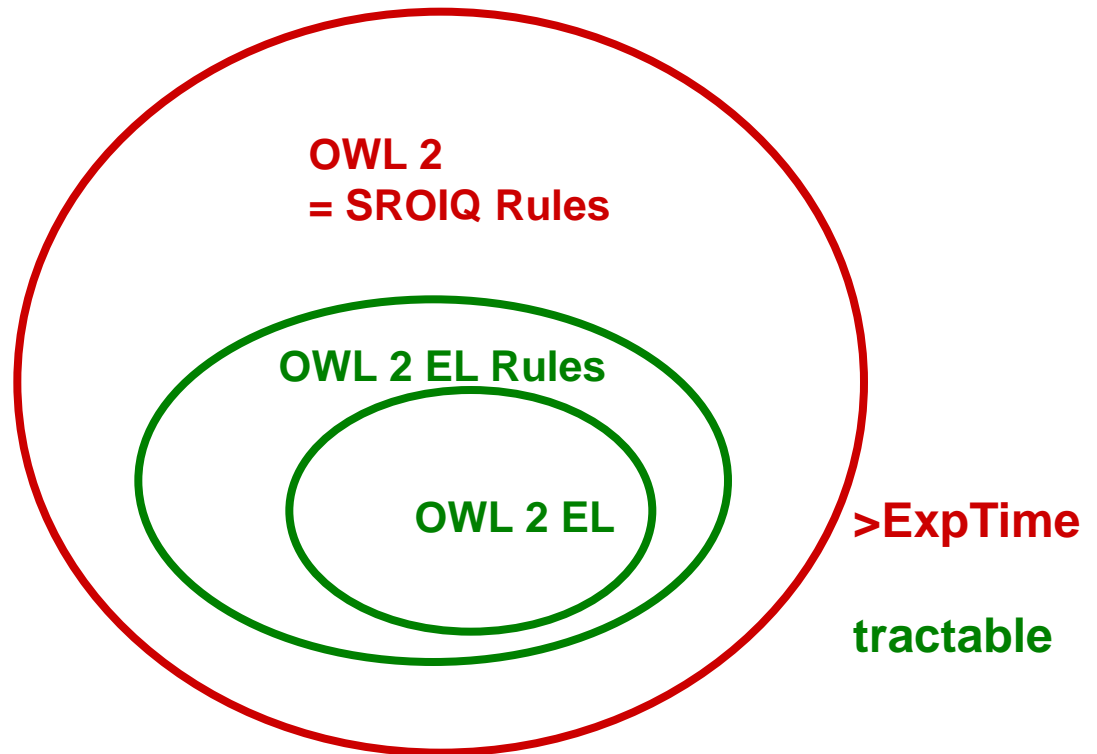 OWL 2
= SROIQ Rules
OWL 2 EL Rules
OWL 2 EL
>ExpTime
tractable